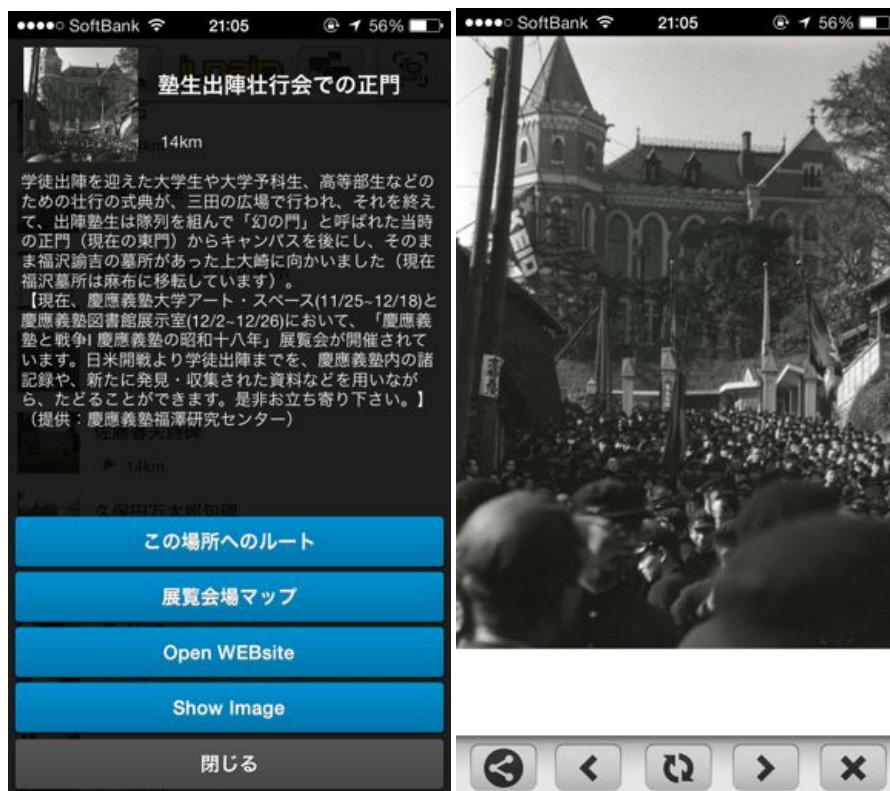 SoftBank 21:05 56%
塾生出陣壮行会での正門
14km
学徒出陣を迎えた大学生や大学予科生、高等部生などの
ための壮行の式典が、三田の広場で行われ、それを終え
て、出陣塾生は隊列を組んで「幻の門」と呼ばれた当時
の正門（現在の東門）からキャンパスを後にし、そのま
ま福沢諭吉の墓所があった上大崎に向かいました（現在
福沢墓所は麻布に移転しています）。
【現在、慶應義塾大学アート・スペース(11/25~12/18)と
慶應義塾図書館展示室(12/2~12/26)において、「慶應義
塾と戦争I 慶應義塾の昭和十八年」展覧会が開催されて
います。日米開戦より学徒出陣までを、慶應義塾内の諸
記録や、新たに発見・収集された資料などを用いなが
ら、たどることができます。是非お立ち寄り下さい。】
（提供：慶應義塾福澤研究センター）
佐藤春夫詩碑
14km
久保田万太郎句碑
この場所へのルート
展覧会場マップ
Open WEBsite
Show Image
閉じる
SoftBank 21:05 56%